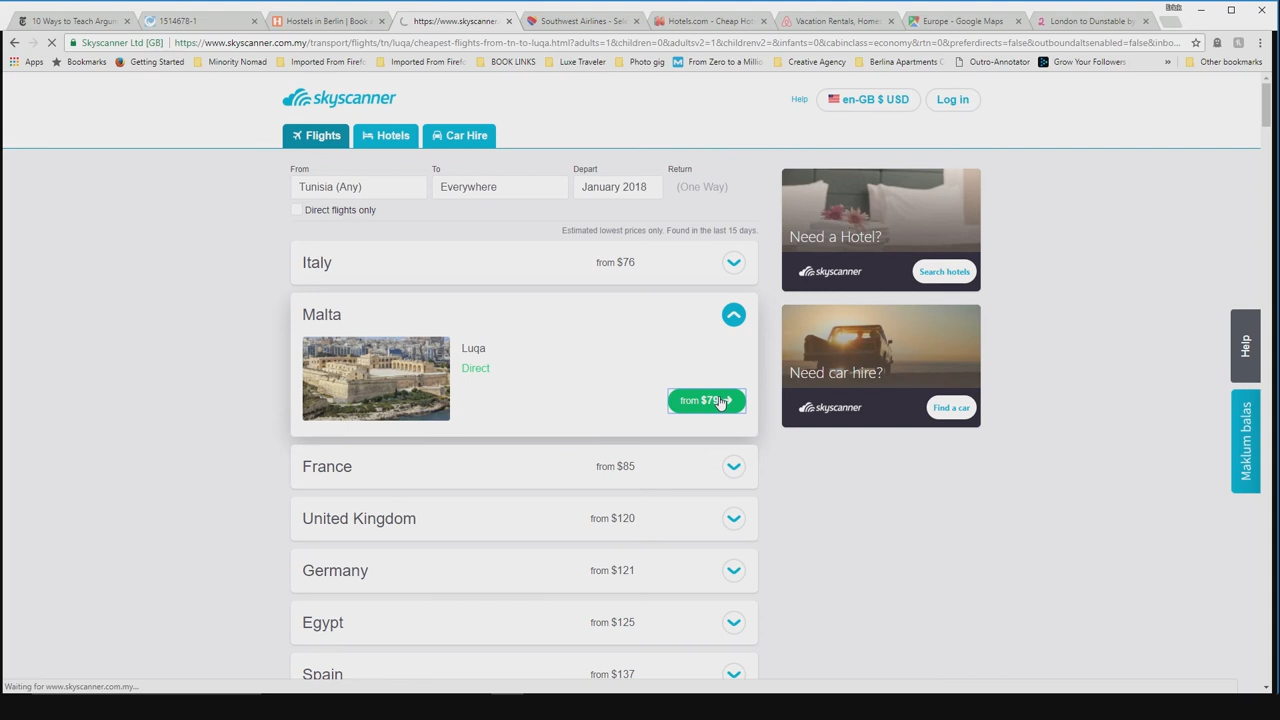 10 Ways to Teach Argum
1514678-1
Hostels in Berlin | Book
https://www.skyscanner.
Southwest Airlines - Sele
Hotels.com - Cheap Hot
Vacation Rentals, Home
Europe - Google Maps
London to Dunstable by
Skyscanner Ltd [GB]
https://www.skyscanner.com.my/transport/flights/tn/luqa/cheapest-flights-from-tn-to-luqa.html?adults=1&children=0&adultsv2=1&childrenv2=&infants=0&cabinclass=economy&rtn=0&preferdirects=false&outboundaltsenabled=false&inbo...
Apps
Bookmarks
Getting Started
Minority Nomad
Imported From Firefo
Imported From Firefo
BOOK LINKS
Luxe Traveler
Photo gig
From Zero to a Millio
Creative Agency
Berlina Apartments C
Outro-Annotator
Grow Your Followers
»
Other bookmarks
skyscanner
Help
en-GB $ USD
Log in
Flights
Hotels
Car Hire
From
To
Depart
Return
Tunisia (Any)
Everywhere
January 2018
(One Way)
Direct flights only
Estimated lowest prices only. Found in the last 15 days.
Italy
from $76
Malta
Luqa
Direct
from $79
France
from $85
United Kingdom
from $120
Germany
from $121
Egypt
from $125
Spain
from $137
Need a Hotel?
skyscanner
Search hotels
Need car hire?
skyscanner
Find a car
Help
Maklum balas
Waiting for www.skyscanner.com.my...